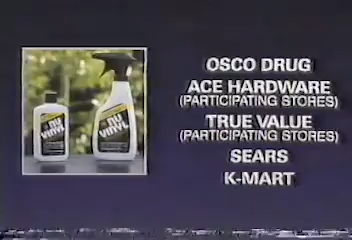 NU
VINYL
NU
VINYL
OSCO DRUG
ACE HARDWARE
(PARTICIPATING STORES)
TRUE VALUE
(PARTICIPATING STORES)
SEARS
K-MART